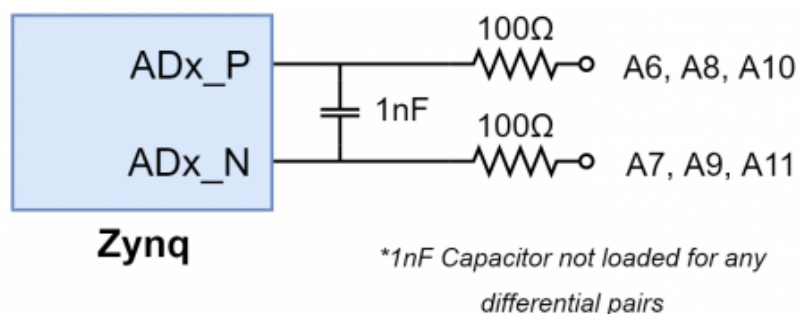 100Ω
ADx_P
A6, A8, A10
1nF
100Ω
ADx_N
A7, A9, A11
Zynq
*1nF Capacitor not loaded for any
differential pairs